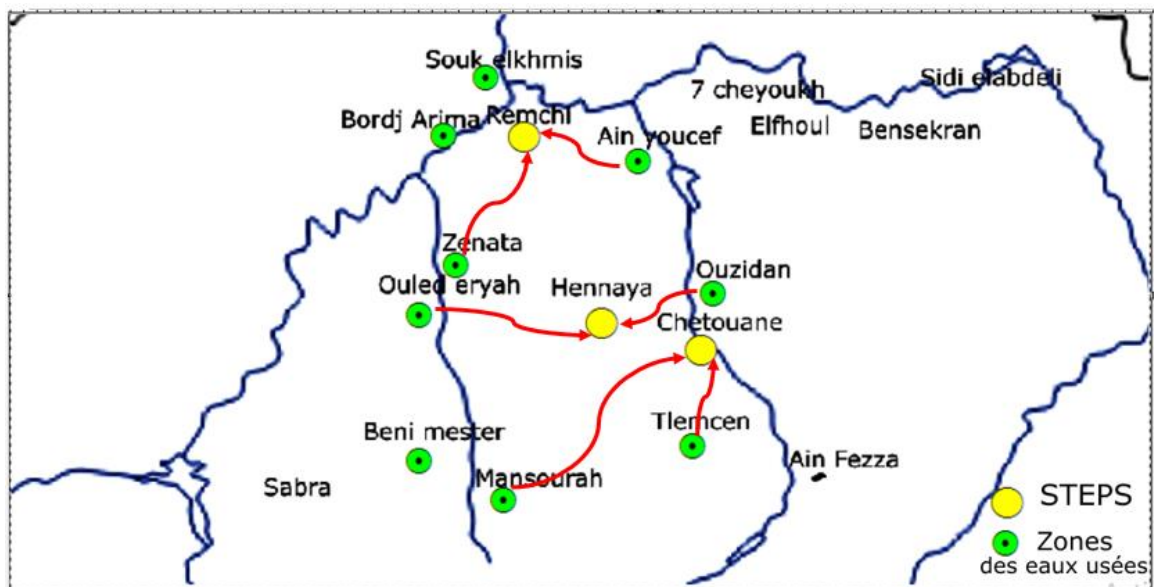 Souk elkhmis
Sidi elabdeli
7 cheyoukh
Bordj Arima
Remchi
Ain youcef
Elfhoul
Bensekran
Zenata
Ouled eryah
Hennaya
Ouzidan
Chetouane
Beni mester
Tlemcen
Ain Fezza
Sabra
Mansourah
STEPS
Zones
des eaux usées